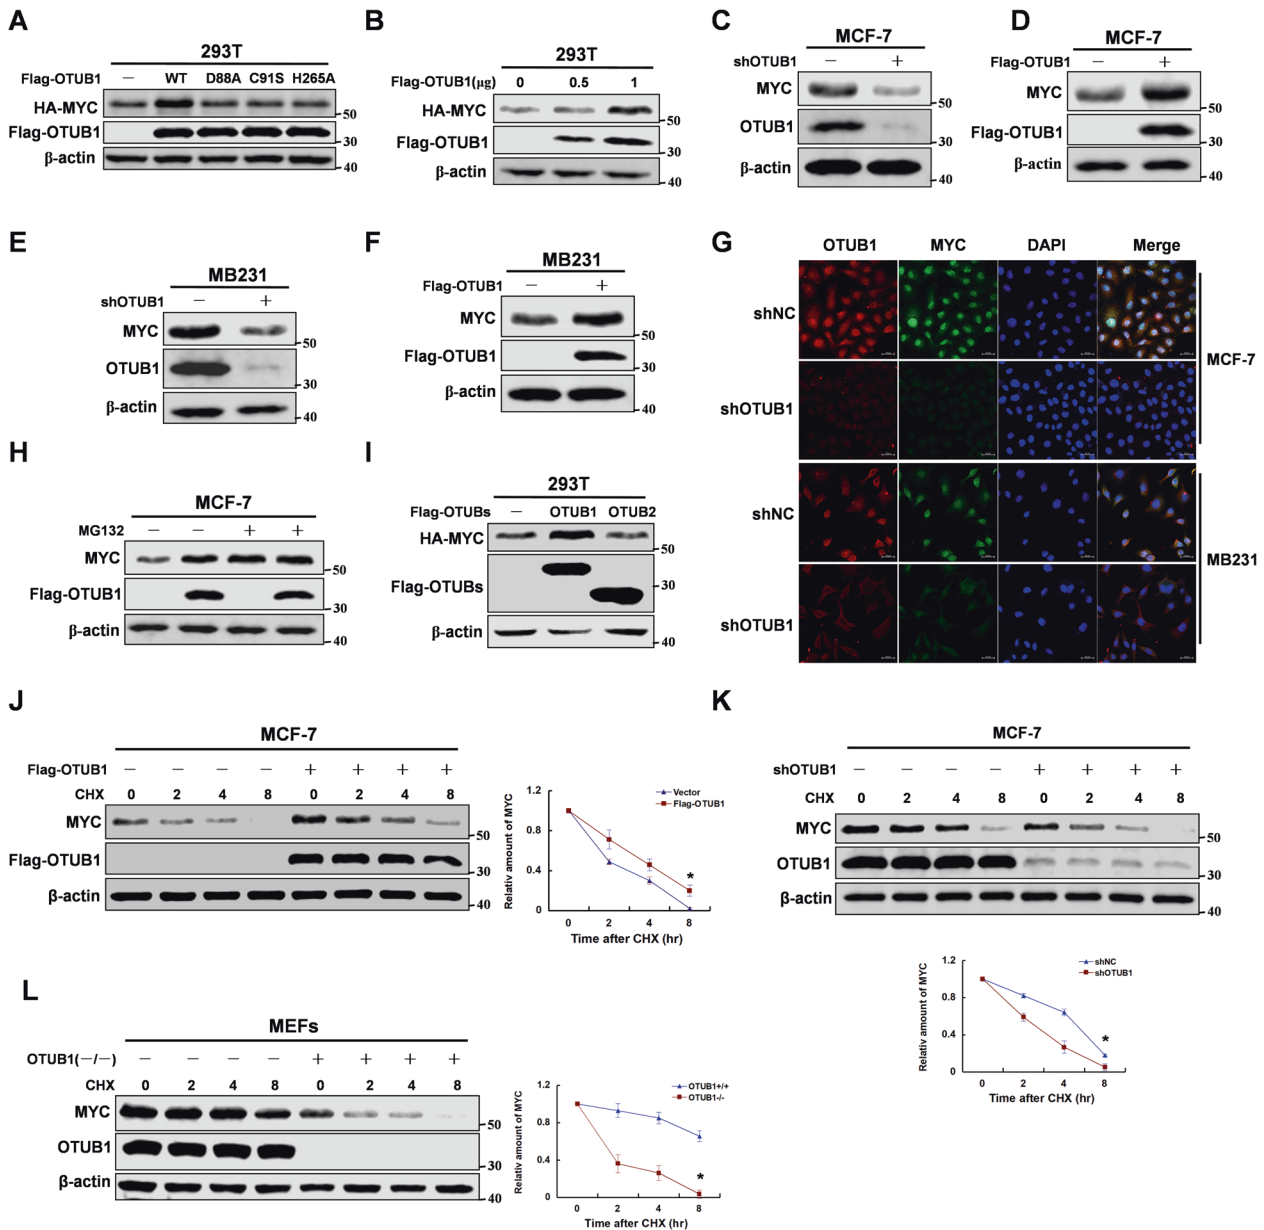 A
293T
Flag-OTUB1 — WT D88A C91S H265A
HA-MYC
50
Flag-OTUB1
30
β-actin
40
B
293T
Flag-OTUB1(μg) 0 0.5 1
HA-MYC
50
Flag-OTUB1
30
β-actin
40
C
MCF-7
shOTUB1 — +
MYC
50
OTUB1
30
β-actin
40
D
MCF-7
Flag-OTUB1 — +
MYC
50
Flag-OTUB1
30
β-actin
40
E
MB231
shOTUB1 — +
MYC
50
OTUB1
30
β-actin
40
F
MB231
Flag-OTUB1 — +
MYC
50
Flag-OTUB1
30
β-actin
40
G
OTUB1 MYC DAPI Merge
shNC
shOTUB1
MCF-7
shNC
shOTUB1
MB231
H
MCF-7
MG132 — — + +
MYC
50
Flag-OTUB1
30
β-actin
40
I
293T
Flag-OTUBs — OTUB1 OTUB2
HA-MYC
50
Flag-OTUBs
30
β-actin
40
J
MCF-7
Flag-OTUB1 — — — — + + + +
CHX 0 2 4 8 0 2 4 8
MYC
50
Flag-OTUB1
30
β-actin
40
Relativ amount of MYC
1.2
0.8
0.4
0
Vector
Flag-OTUB1
*
0 2 4 8
Time after CHX (hr)
K
MCF-7
shOTUB1 — — — — + + + +
CHX 0 2 4 8 0 2 4 8
MYC
50
OTUB1
30
β-actin
40
Relativ amount of MYC
1.2
0.8
0.4
0
shNC
shOTUB1
*
0 2 4 8
Time after CHX (hr)
L
MEFs
OTUB1(—/—) — — — — + + + +
CHX 0 2 4 8 0 2 4 8
MYC
50
OTUB1
30
β-actin
40
Relativ amount of MYC
1.2
0.8
0.4
0
OTUB1+/+
OTUB1-/-
*
0 2 4 8
Time after CHX (hr)